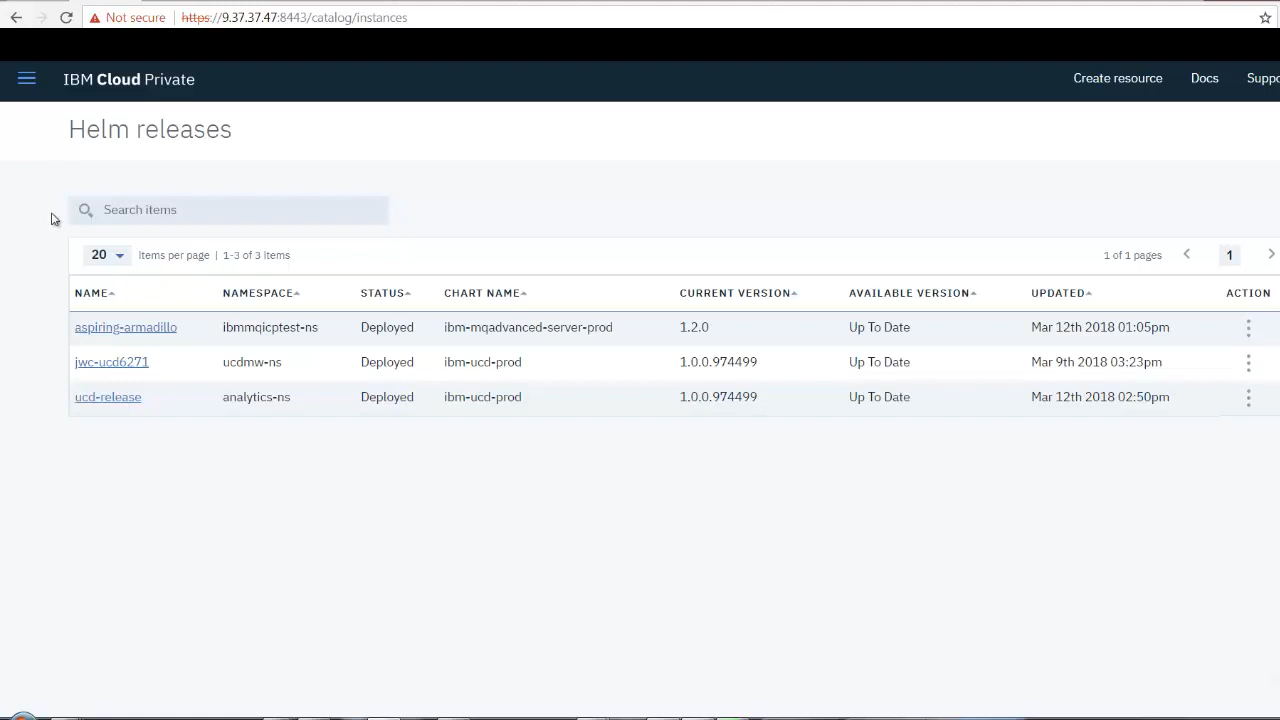 Not secure https://9.37.37.47:8443/catalog/instances
IBM Cloud Private Create resource Docs Suppo
Helm releases
Search items
20 Items per page | 1-3 of 3 Items 1 of 1 pages 1
NAME NAMESPACE STATUS CHART NAME CURRENT VERSION AVAILABLE VERSION UPDATED ACTION
aspiring-armadillo ibmmqicptest-ns Deployed ibm-mqadvanced-server-prod 1.2.0 Up To Date Mar 12th 2018 01:05pm
jwc-ucd6271 ucdmw-ns Deployed ibm-ucd-prod 1.0.0.974499 Up To Date Mar 9th 2018 03:23pm
ucd-release analytics-ns Deployed ibm-ucd-prod 1.0.0.974499 Up To Date Mar 12th 2018 02:50pm